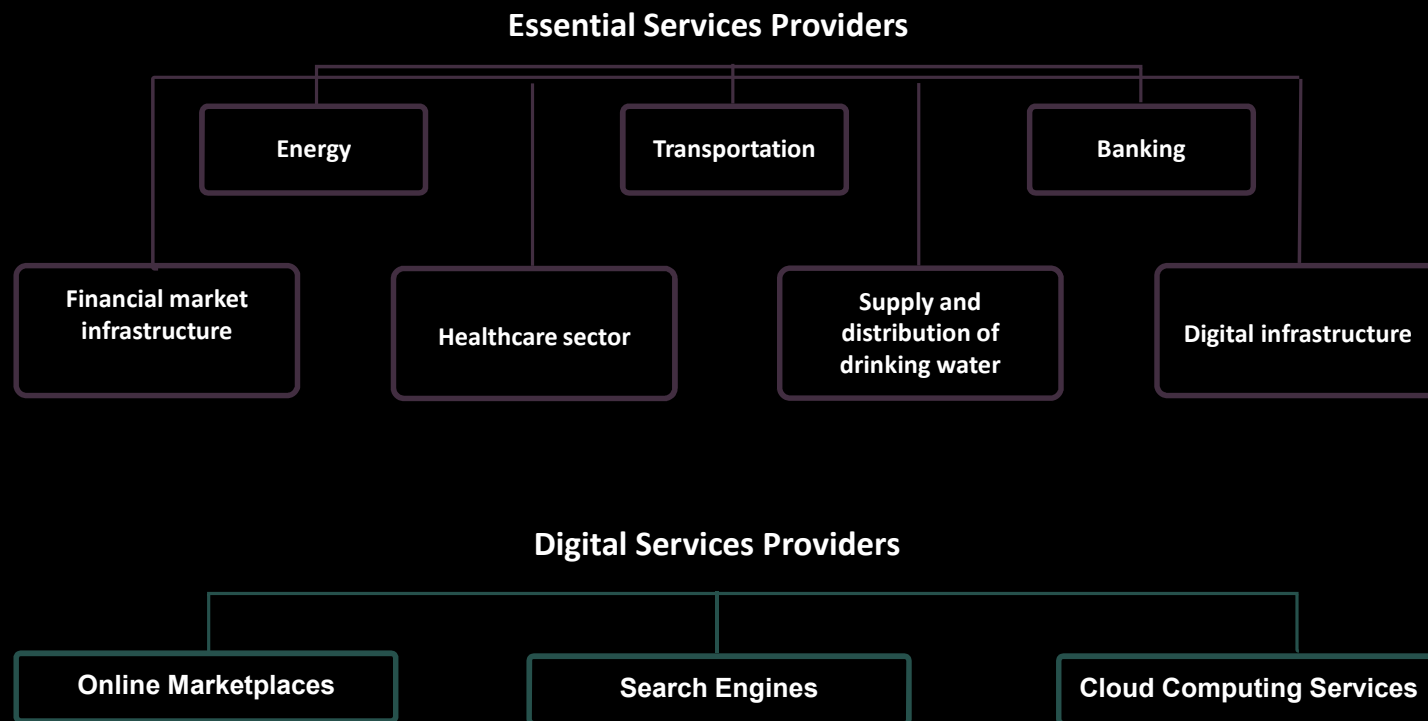 Essential Services Providers
Energy
Transportation
Banking
Financial market
infrastructure
Healthcare sector
Supply and
distribution of
drinking water
Digital infrastructure
Digital Services Providers
Online Marketplaces
Search Engines
Cloud Computing Services